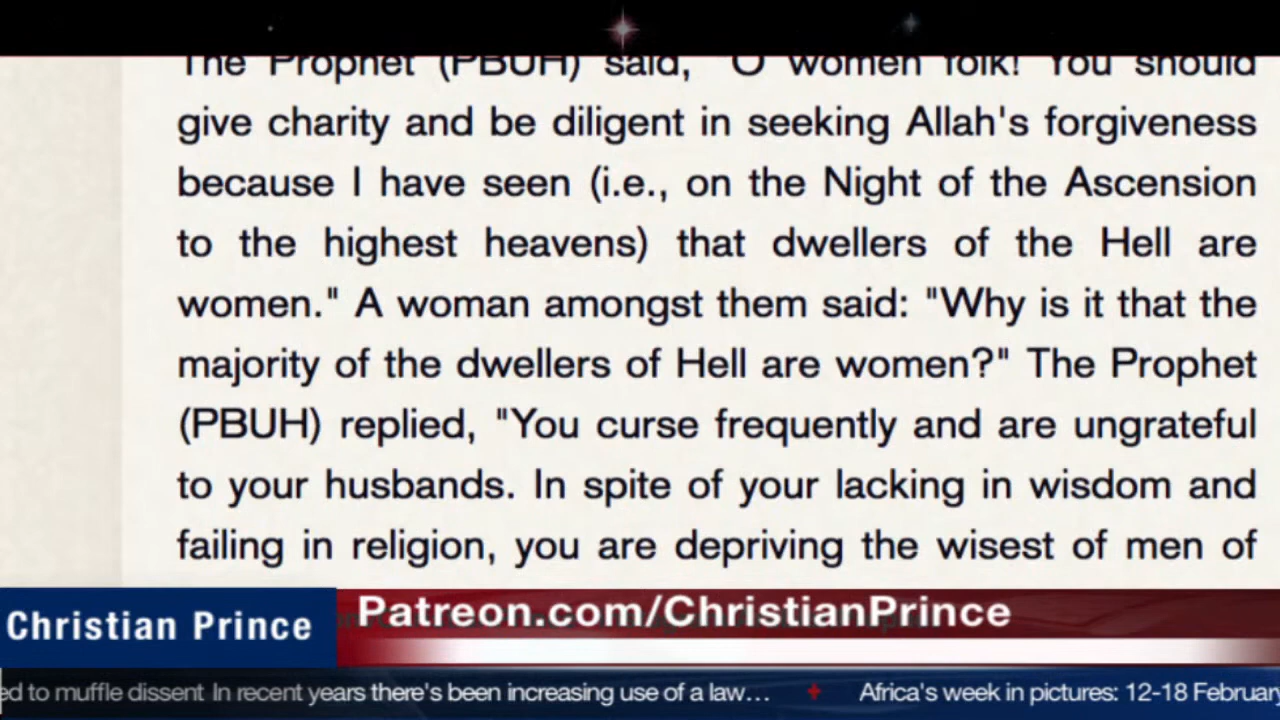 The Prophet (PBUH) said, "O women folk! You should
give charity and be diligent in seeking Allah's forgiveness
because I have seen (i.e., on the Night of the Ascension
to the highest heavens) that dwellers of the Hell are
women." A woman amongst them said: "Why is it that the
majority of the dwellers of Hell are women?" The Prophet
(PBUH) replied, "You curse frequently and are ungrateful
to your husbands. In spite of your lacking in wisdom and
failing in religion, you are depriving the wisest of men of
Christian Prince
Patreon.com/ChristianPrince
ed to muffle dissent In recent years there's been increasing use of a law… Africa's week in pictures: 12-18 February